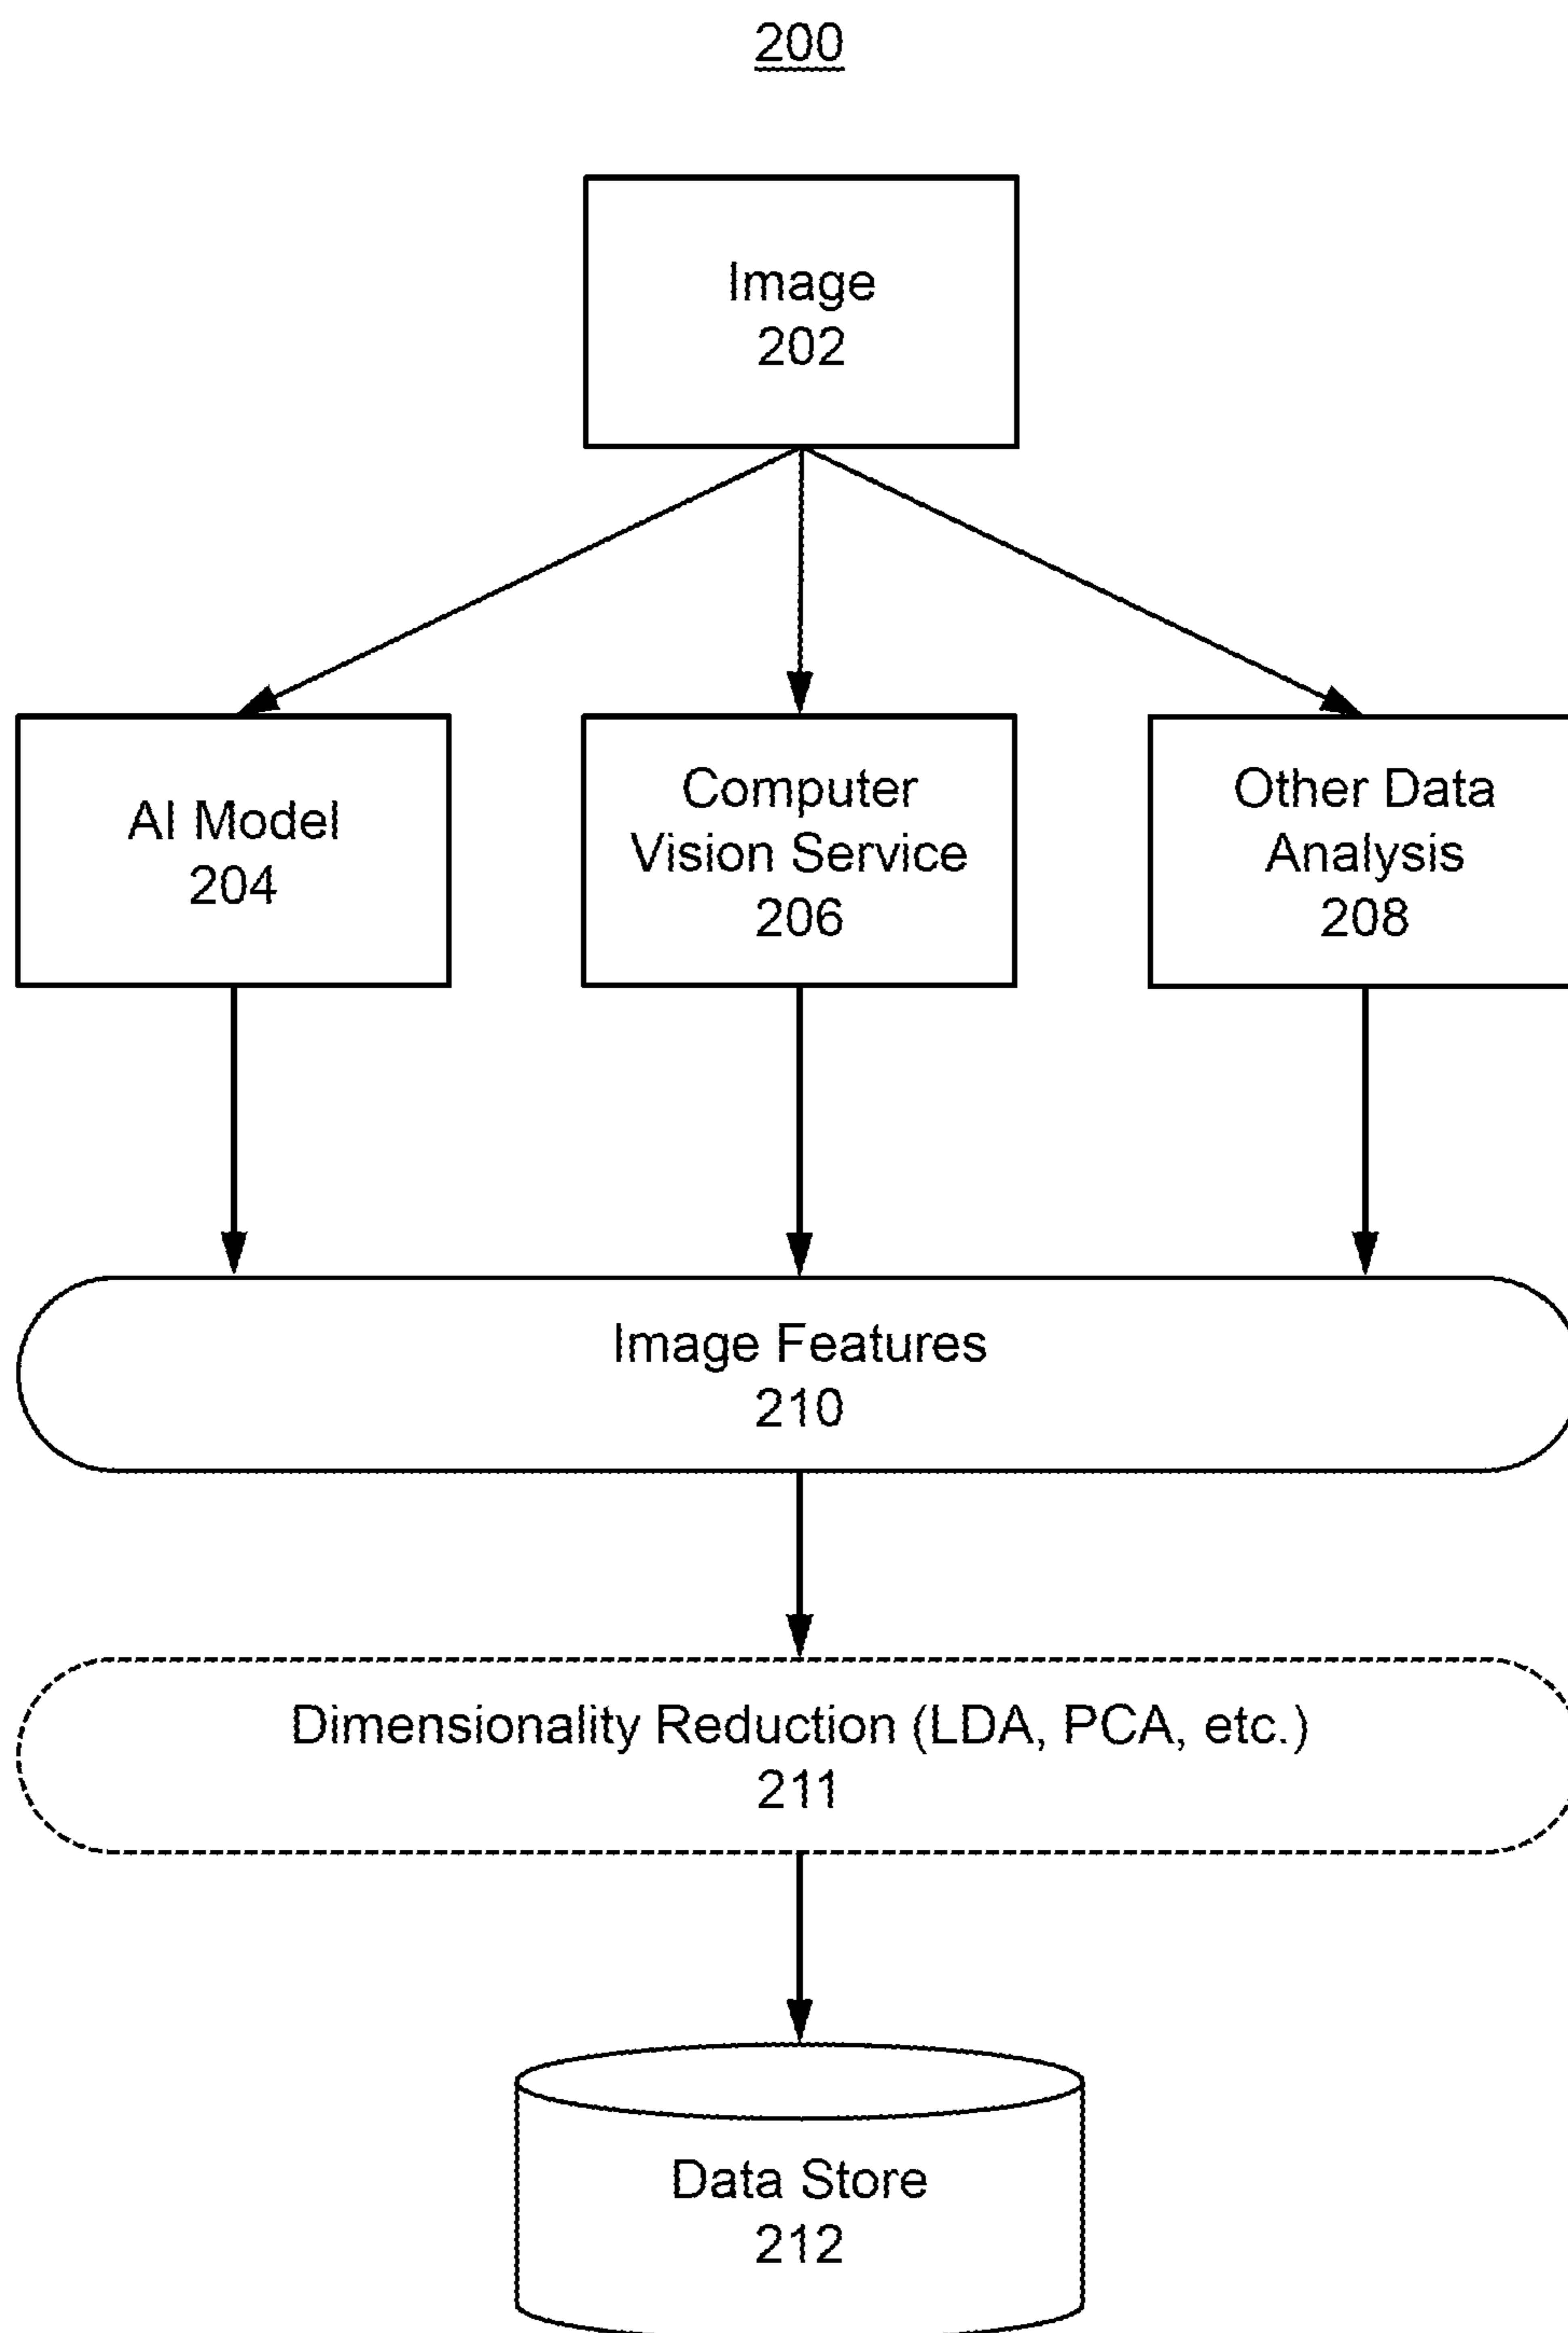 200
Image
202
AI Model
204
Computer
Vision Service
206
Other Data
Analysis
208
Image Features
210
Dimensionality Reduction (LDA, PCA, etc.)
211
Data Store
212